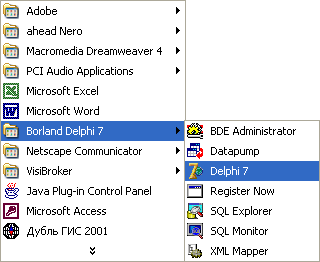 Adobe
ahead Nero
Macromedia Dreamweaver 4
PCI Audio Applications
Microsoft Excel
Microsoft Word
Borland Delphi 7
Netscape Communicator
VisiBroker
Java Plug-in Control Panel
Microsoft Access
Дубль ГИС 2001
BDE Administrator
Datapump
Delphi 7
Register Now
SQL Explorer
SQL Monitor
XML Mapper